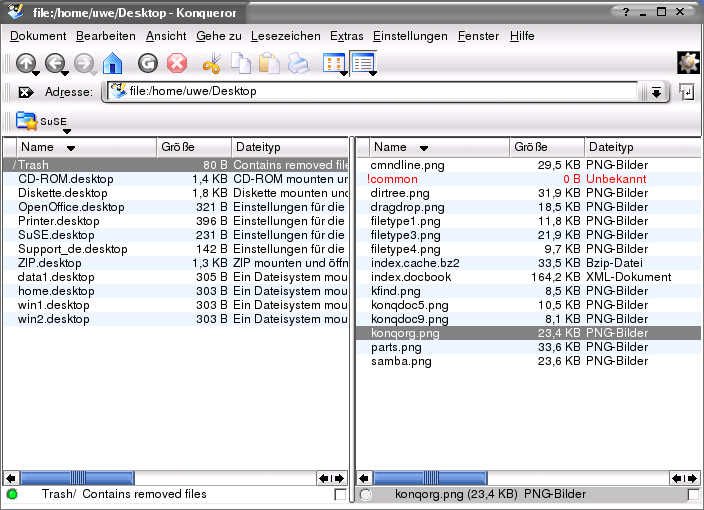 file:/home/uwe/Desktop - Konqueror
Dokument Bearbeiten Ansicht Gehe zu Lesezeichen Extras Einstellungen Fenster Hilfe
Adresse: file:/home/uwe/Desktop
SuSE
Name Größe Dateityp
/Trash 80 B Contains removed file
CD-ROM.desktop 1,4 KB CD-ROM mounten un
Diskette.desktop 1,8 KB Diskette mounten und
OpenOffice.desktop 321 B Einstellungen für die
Printer.desktop 396 B Einstellungen für die
SuSE.desktop 231 B Einstellungen für die
Support_de.desktop 142 B Einstellungen für die
ZIP.desktop 1,3 KB ZIP mounten und öffn
data1.desktop 305 B Ein Dateisystem mou
home.desktop 303 B Ein Dateisystem mou
win1.desktop 303 B Ein Dateisystem mou
win2.desktop 303 B Ein Dateisystem mou
Trash/ Contains removed files
Name Größe Dateityp
cmndline.png 29,5 KB PNG-Bilder
!common 0 B Unbekannt
dirtree.png 31,9 KB PNG-Bilder
dragdrop.png 18,5 KB PNG-Bilder
filetype1.png 11,8 KB PNG-Bilder
filetype3.png 21,9 KB PNG-Bilder
filetype4.png 9,7 KB PNG-Bilder
index.cache.bz2 33,5 KB Bzip-Datei
index.docbook 164,2 KB XML-Dokument
kfind.png 8,5 KB PNG-Bilder
konqdoc5.png 10,5 KB PNG-Bilder
konqdoc9.png 8,1 KB PNG-Bilder
konqorg.png 23,4 KB PNG-Bilder
parts.png 33,6 KB PNG-Bilder
samba.png 23,6 KB PNG-Bilder
konqorg.png (23,4 KB) PNG-Bilder